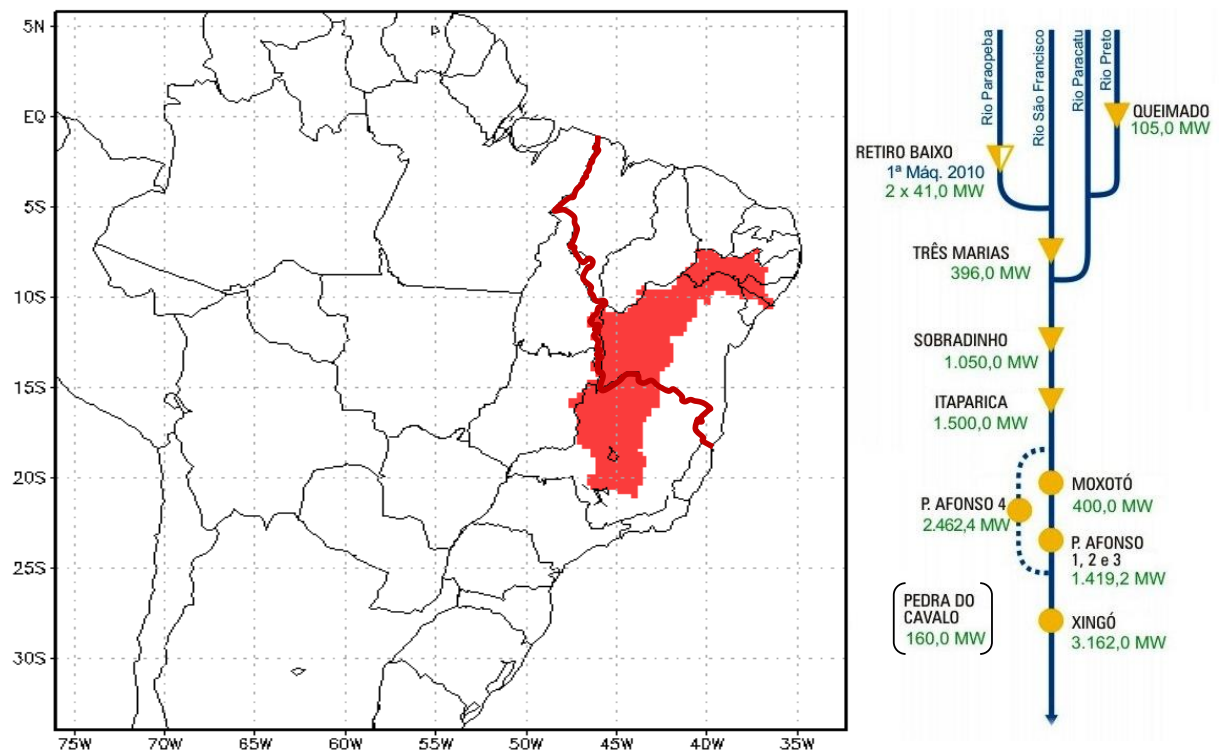 5N
EQ
5S
10S
15S
20S
25S
30S
75W
70W
65W
60W
55W
50W
45W
40W
35W
Rio Paraopeba
Rio São Francisco
Rio Paracatu
Rio Preto
QUEIMADO
105,0 MW
RETIRO BAIXO
1ª Máq. 2010
2 x 41,0 MW
TRÊS MARIAS
396,0 MW
SOBRADINHO
1.050,0 MW
ITAPARICA
1.500,0 MW
MOXOTÓ
400,0 MW
P. AFONSO 4
2.462,4 MW
P. AFONSO
1, 2 e 3
1.419,2 MW
PEDRA DO
CAVALO
160,0 MW
XINGÓ
3.162,0 MW